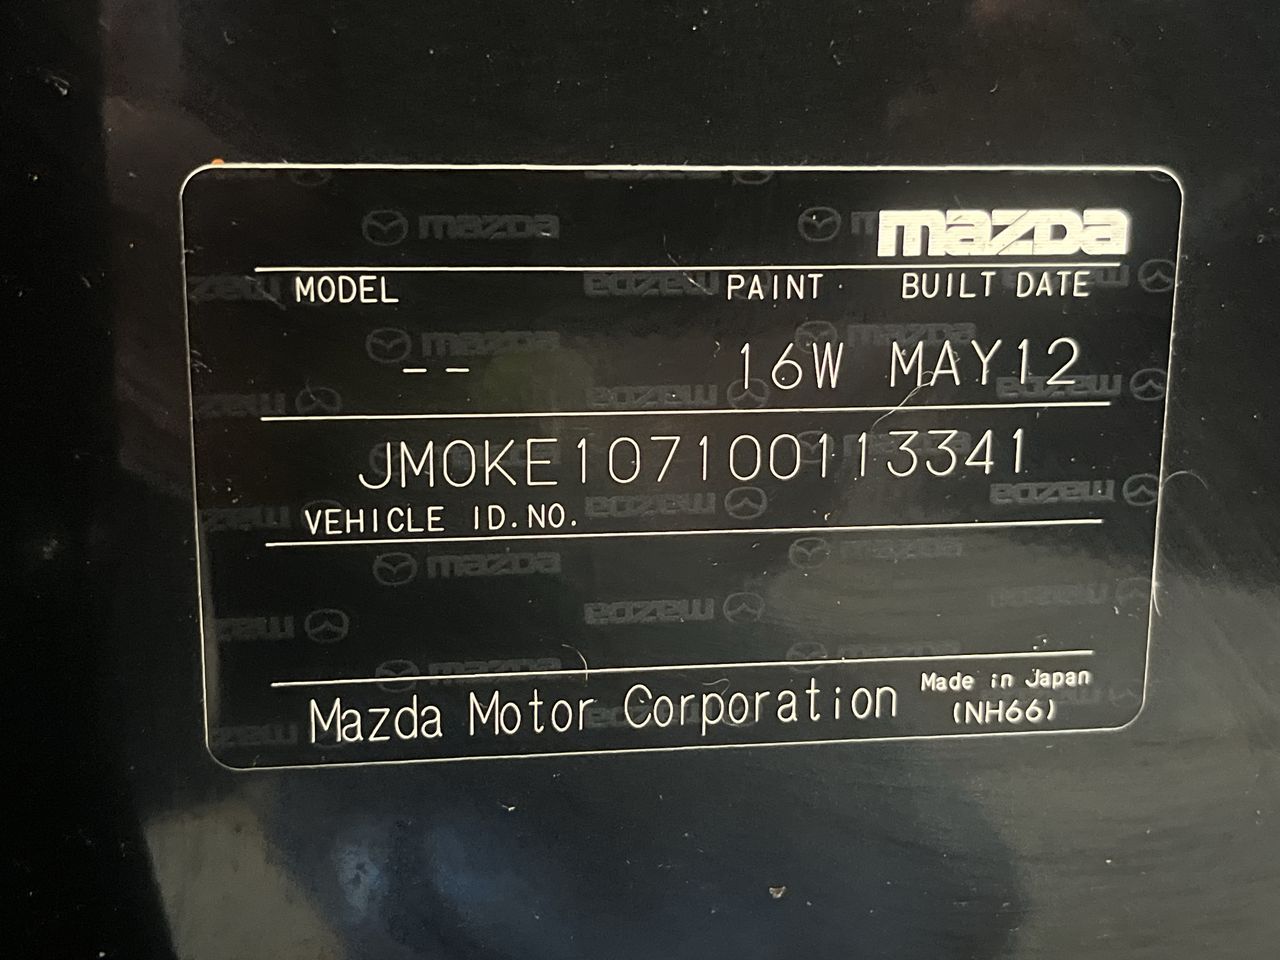 mazda
MODEL PAINT BUILT DATE
-- 16W MAY12
JM0KE107100113341
VEHICLE ID.NO.
Mazda Motor Corporation Made in Japan
(NH66)